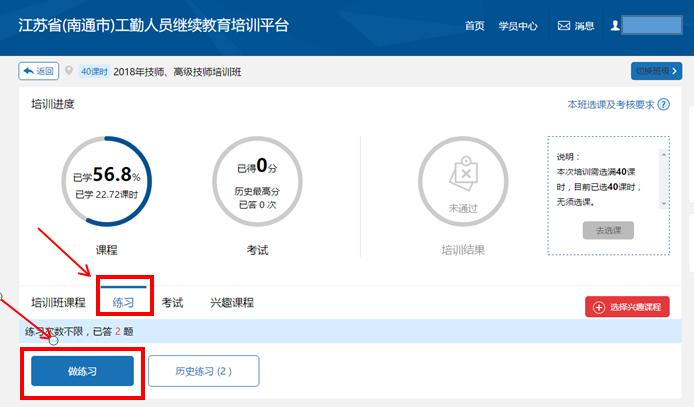 江苏省(南通市)工勤人员继续教育培训平台
首页 学员中心 消息
返回 40课时 2018年技师、高级技师培训班 切换班级
培训进度 本班选课及考核要求 ?
已学56.8%
已学 22.72课时
课程
已得0分
历史最高分
已答 0 次
考试
未通过
培训结果
说明：
本次培训需选满40课
时，目前已选40课时，
无须选课。
去选课
培训班课程 练习 考试 兴趣课程 选择兴趣课程
练习次数不限，已答 2 题
做练习 历史练习 (2)